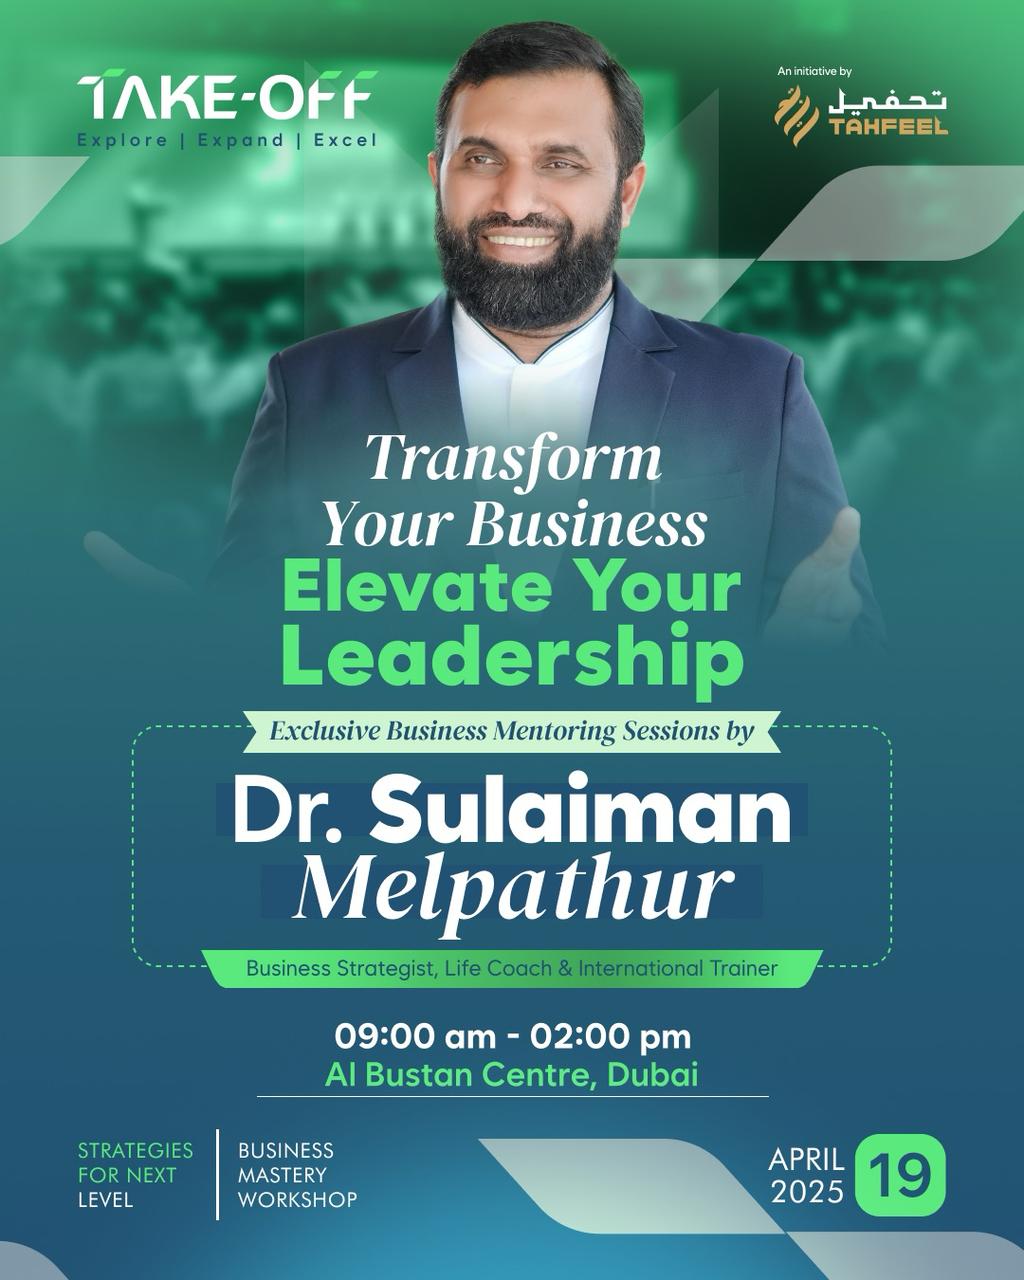 TAKE-OFF
Explore | Expand | Excel
An initiative by
تحفيل
TAHFEEL
Transform
Your Business
Elevate Your
Leadership
Exclusive Business Mentoring Sessions by
Dr. Sulaiman
Melpathur
Business Strategist, Life Coach & International Trainer
09:00 am - 02:00 pm
Al Bustan Centre, Dubai
STRATEGIES
FOR NEXT
LEVEL
BUSINESS
MASTERY
WORKSHOP
APRIL
2025
19